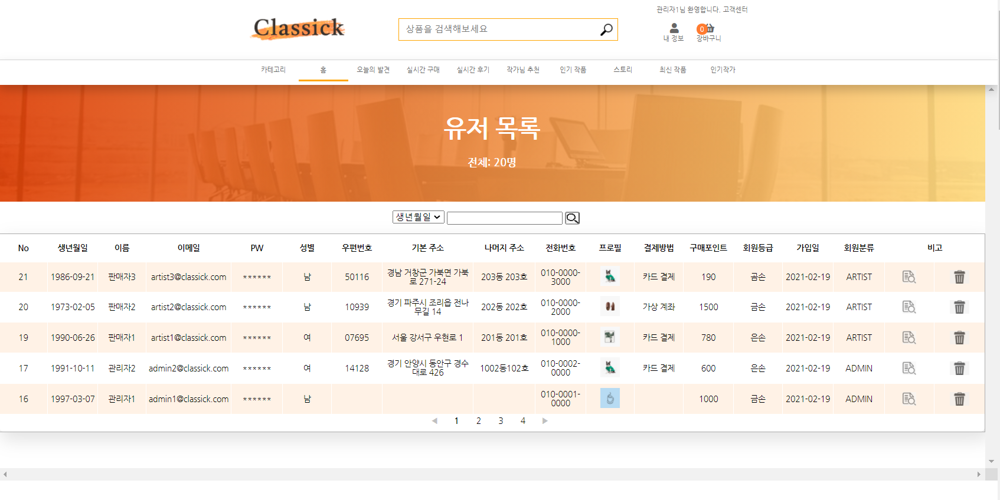 관리자1님 환영합니다. 고객센터
Classick
상품을 검색해보세요
0
내 정보
장바구니
카테고리 홈 오늘의 발견 실시간 구매 실시간 후기 작가님 추천 인기 작품 스토리 최신 작품 인기작가
유저 목록
전체: 20명
생년월일
No 생년월일 이름 이메일 PW 성별 우편번호 기본 주소 나머지 주소 전화번호 프로필 결제방법 구매포인트 회원등급 가입일 회원분류 비고
21 1986-09-21 판매자3 artist3@classick.com ****** 남 50116 경남 거창군 가북면 가북로 271-24 203동 203호 010-0000-3000 카드 결제 190 곰손 2021-02-19 ARTIST
20 1973-02-05 판매자2 artist2@classick.com ****** 남 10939 경기 파주시 조리읍 전나무길 14 202동 202호 010-0000-2000 가상 계좌 1500 금손 2021-02-19 ARTIST
19 1990-06-26 판매자1 artist1@classick.com ****** 여 07695 서울 강서구 우현로 1 201동 201호 010-0000-1000 카드 결제 780 은손 2021-02-19 ARTIST
17 1991-10-11 관리자2 admin2@classick.com ****** 여 14128 경기 안양시 동안구 경수대로 426 1002동102호 010-0002-0000 카드 결제 600 은손 2021-02-19 ADMIN
16 1997-03-07 관리자1 admin1@classick.com ****** 남 010-0001-0000 1000 금손 2021-02-19 ADMIN
◀ 1 2 3 4 ▶